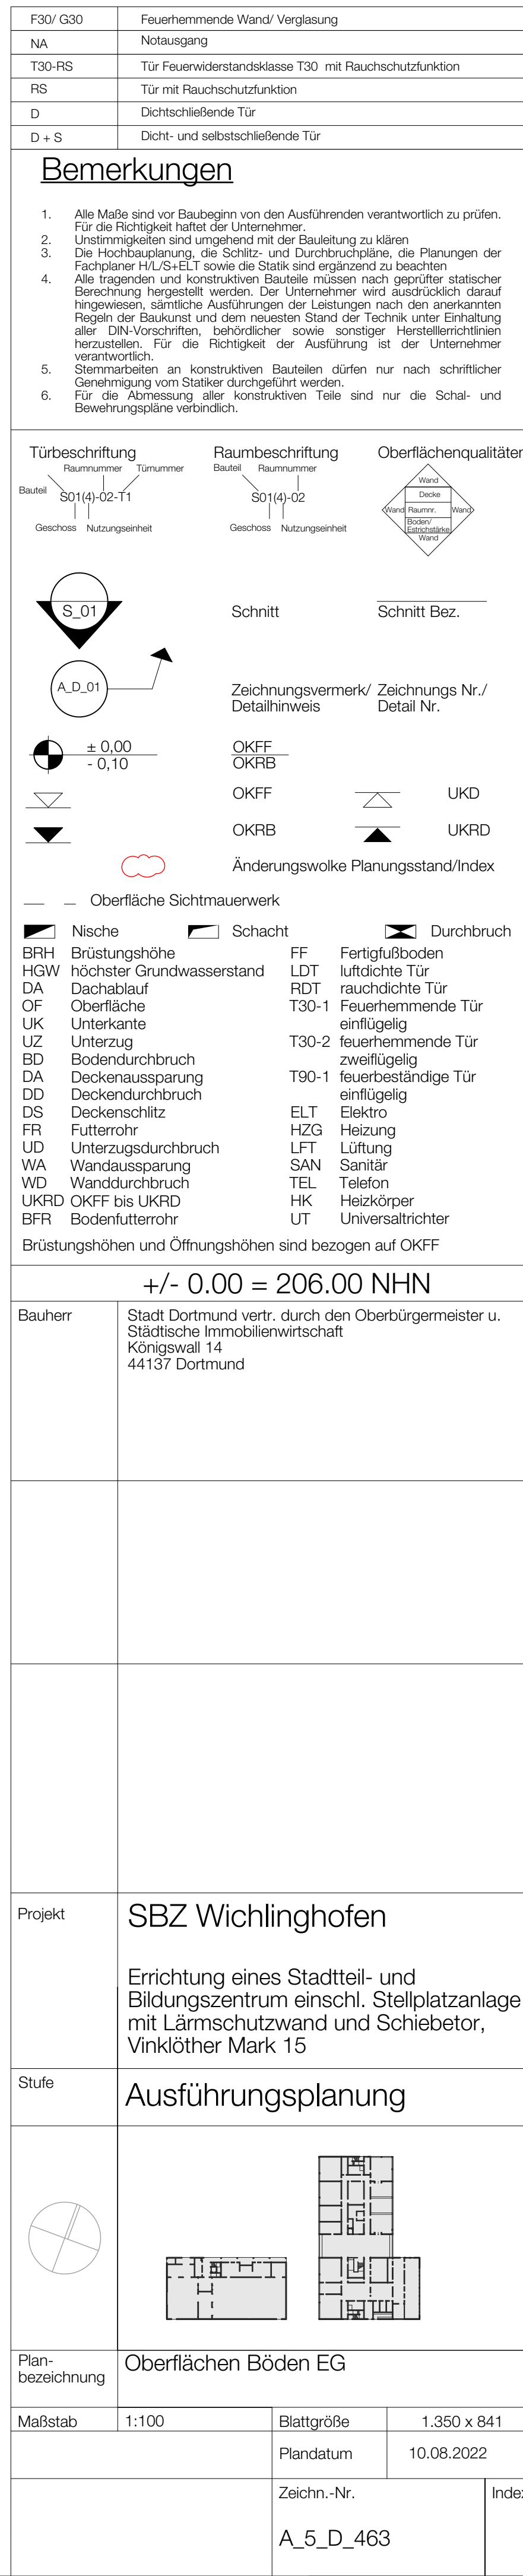 F30/ G30 Feuerhemmende Wand/ Verglasung
NA Notausgang
T30-RS Tür Feuerwiderstandsklasse T30 mit Rauchschutzfunktion
RS Tür mit Rauchschutzfunktion
D Dichtschließende Tür
D + S Dicht- und selbstschließende Tür
Bemerkungen
1. Alle Maße sind vor Baubeginn von den Ausführenden verantwortlich zu prüfen.
Für die Richtigkeit haftet der Unternehmer.
2. Unstimmigkeiten sind umgehend mit der Bauleitung zu klären
3. Die Hochbauplanung, die Schlitz- und Durchbruchpläne, die Planungen der
Fachplaner H/L/S+ELT sowie die Statik sind ergänzend zu beachten
4. Alle tragenden und konstruktiven Bauteile müssen nach geprüfter statischer
Berechnung hergestellt werden. Der Unternehmer wird ausdrücklich darauf
hingewiesen, sämtliche Ausführungen der Leistungen nach den anerkannten
Regeln der Baukunst und dem neuesten Stand der Technik unter Einhaltung
aller DIN-Vorschriften, behördlicher sowie sonstiger Herstelllerrichtlinien
herzustellen. Für die Richtigkeit der Ausführung ist der Unternehmer
verantwortlich.
5. Stemmarbeiten an konstruktiven Bauteilen dürfen nur nach schriftlicher
Genehmigung vom Statiker durchgeführt werden.
6. Für die Abmessung aller konstruktiven Teile sind nur die Schal- und
Bewehrungspläne verbindlich.
Türbeschriftung Raumbeschriftung Oberflächenqualitäten
Raumnummer Türnummer Bauteil Raumnummer
Bauteil S01(4)-02-T1 S01(4)-02
Geschoss Nutzungseinheit Geschoss Nutzungseinheit
Wand
Decke
Wand Raumnr. Wand
Boden/
Estrichstärke
Wand
S_01 Schnitt Schnitt Bez.
A_D_01 Zeichnungsvermerk/ Zeichnungs Nr./
Detailhinweis Detail Nr.
± 0,00 OKFF
- 0,10 OKRB
OKFF UKD
OKRB UKRD
Änderungswolke Planungsstand/Index
Oberfläche Sichtmauerwerk
Nische Schacht Durchbruch
BRH Brüstungshöhe FF Fertigfußboden
HGW höchster Grundwasserstand LDT luftdichte Tür
DA Dachablauf RDT rauchdichte Tür
OF Oberfläche T30-1 Feuerhemmende Tür
UK Unterkante einflügelig
UZ Unterzug T30-2 feuerhemmende Tür
BD Bodendurchbruch zweiflügelig
DA Deckenaussparung T90-1 feuerbeständige Tür
DD Deckendurchbruch einflügelig
DS Deckenschlitz ELT Elektro
FR Futterrohr HZG Heizung
UD Unterzugsdurchbruch LFT Lüftung
WA Wandaussparung SAN Sanitär
WD Wanddurchbruch TEL Telefon
UKRD OKFF bis UKRD HK Heizkörper
BFR Bodenfutterrohr UT Universaltrichter
Brüstungshöhen und Öffnungshöhen sind bezogen auf OKFF
+/- 0.00 = 206.00 NHN
Bauherr Stadt Dortmund vertr. durch den Oberbürgermeister u.
Städtische Immobilienwirtschaft
Königswall 14
44137 Dortmund
Projekt SBZ Wichlinghofen
Errichtung eines Stadtteil- und
Bildungszentrum einschl. Stellplatzanlage
mit Lärmschutzwand und Schiebetor,
Vinklöther Mark 15
Stufe Ausführungsplanung
Plan- Oberflächen Böden EG
bezeichnung
Maßstab 1:100 Blattgröße 1.350 x 841
Plandatum 10.08.2022
Zeichn.-Nr. Index
A_5_D_463